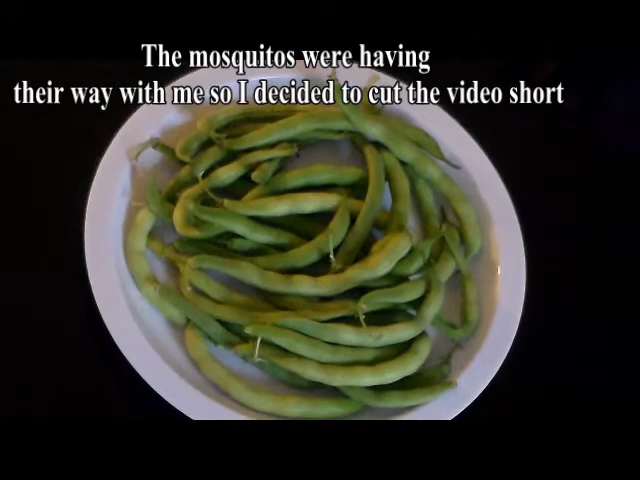 The mosquitos were having
their way with me so I decided to cut the video short